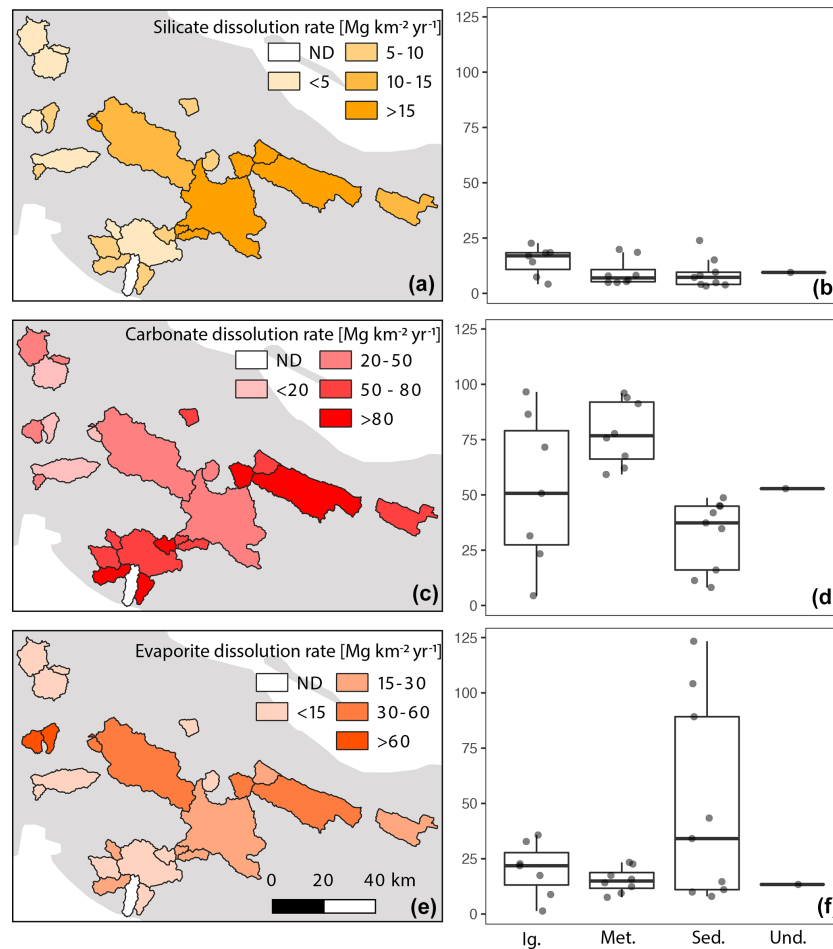 Silicate dissolution rate [Mg km⁻² yr⁻¹]
ND 5-10
<5 10-15
>15
(a)
125
100
75
50
25
0
(b
Carbonate dissolution rate [Mg km⁻² yr⁻¹]
ND 20-50
<20 50 - 80
>80
(c)
125
100
75
50
25
0
(d
Evaporite dissolution rate [Mg km⁻² yr⁻¹]
ND 15-30
<15 30-60
>60
0 20 40 km
(e)
125
100
75
50
25
0
(f)
Ig. Met. Sed. Und.